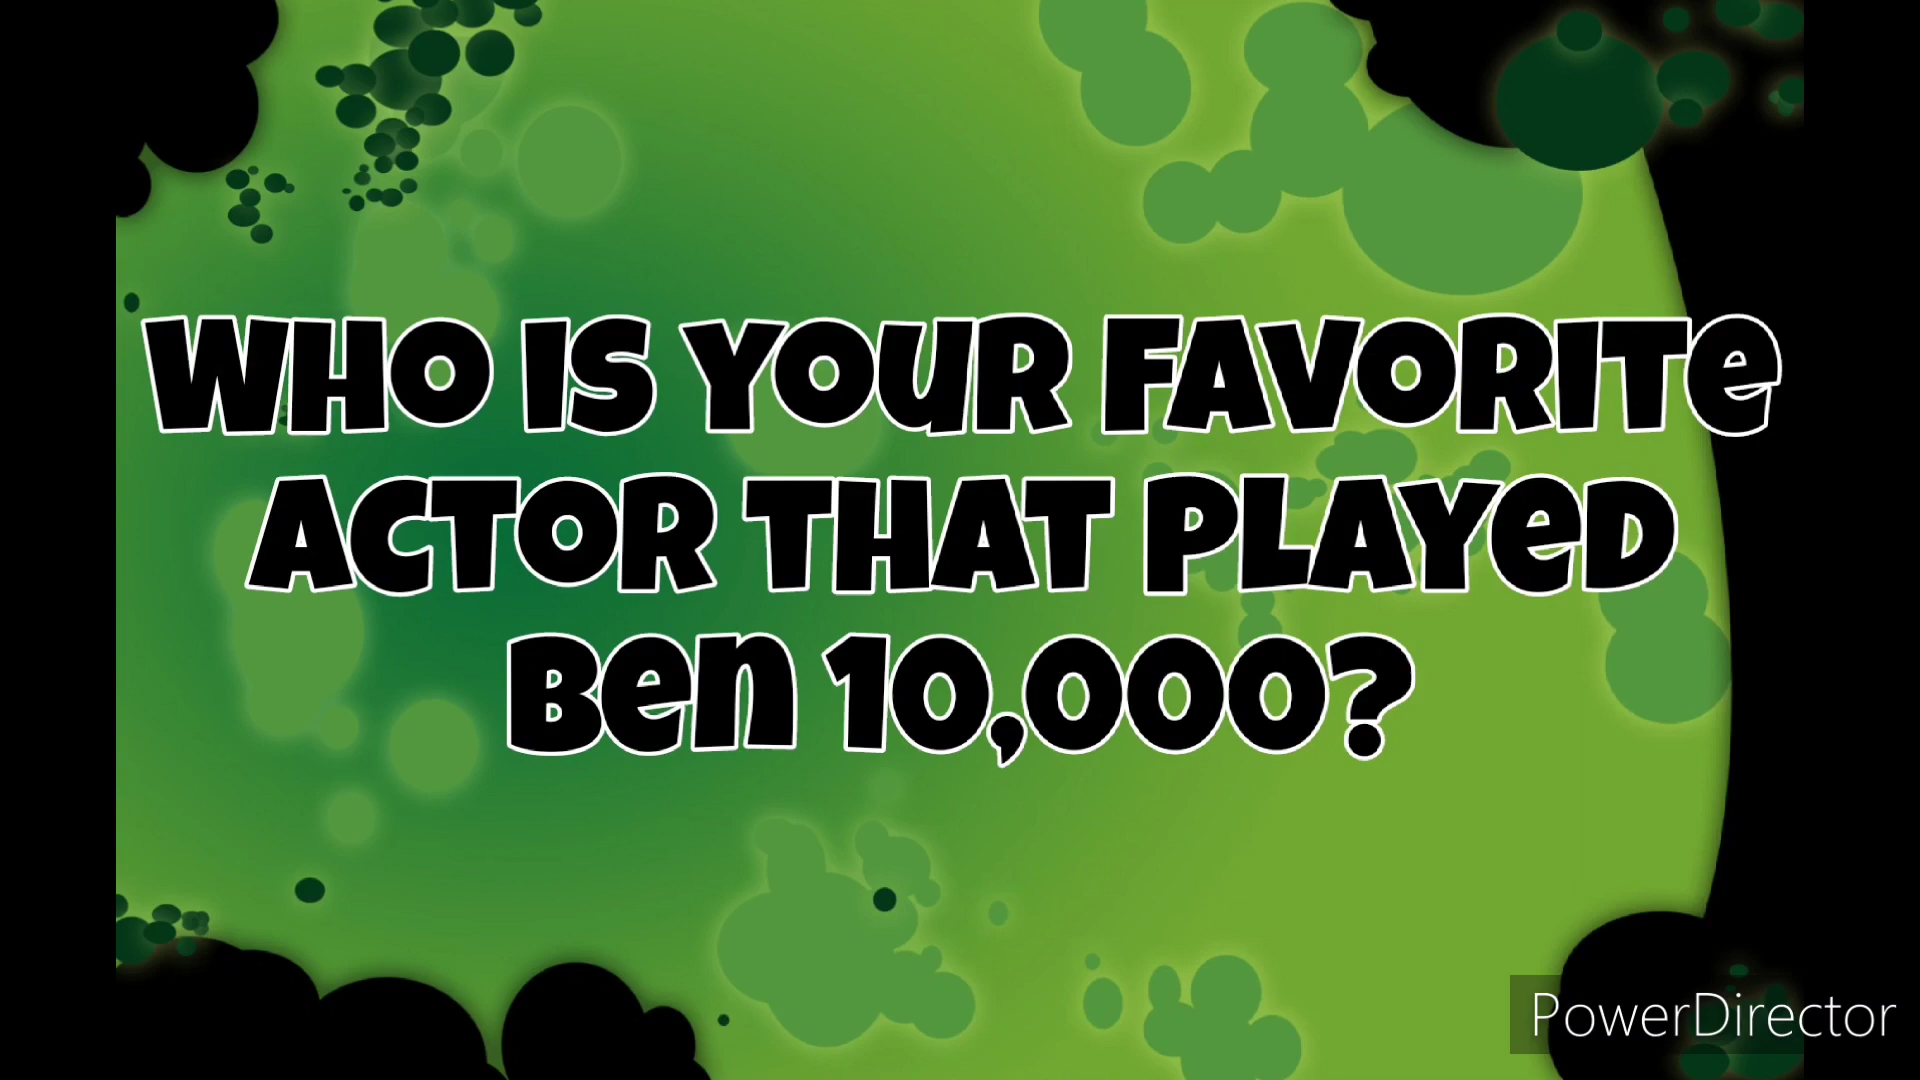 Who is your favorite
actor that played
Ben 10,000?
PowerDirector